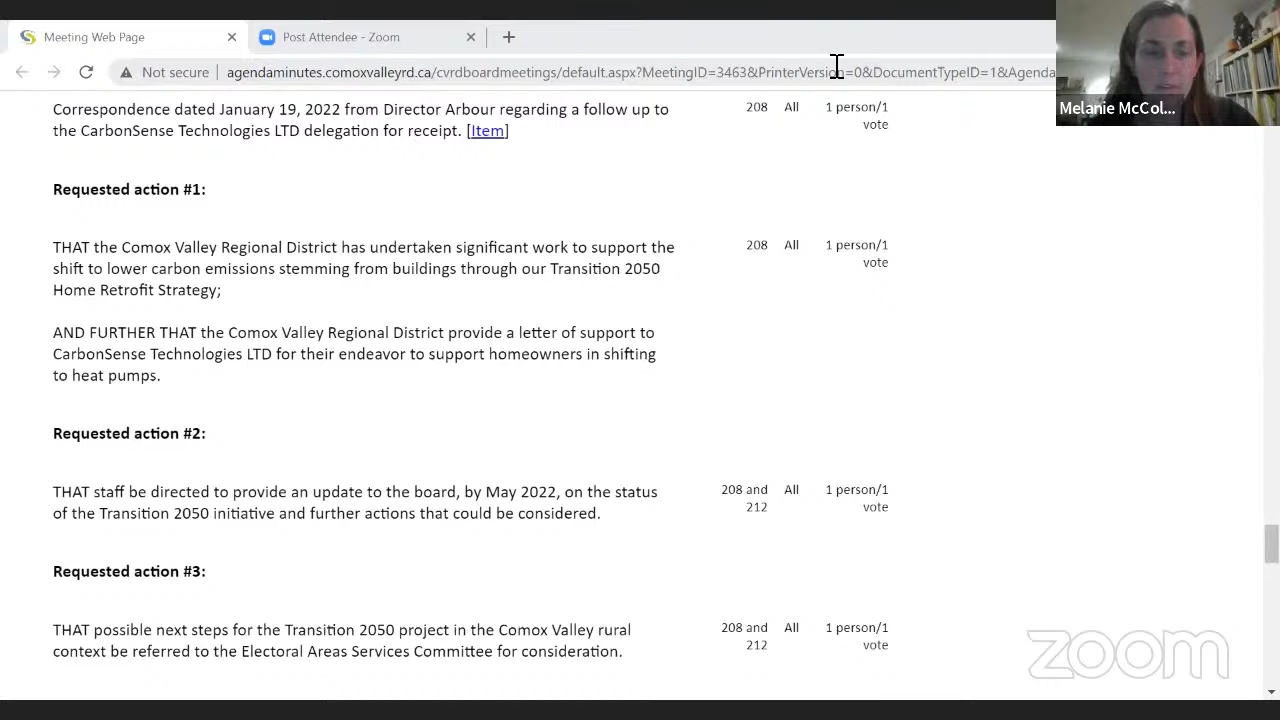 Meeting Web Page
Post Attendee - Zoom
Not secure
agendaminutes.comoxvalleyrd.ca/cvrdboardmeetings/default.aspx?MeetingID=3463&PrinterVersion=0&DocumentTypeID=1&Agenda
Melanie McCol...
Correspondence dated January 19, 2022 from Director Arbour regarding a follow up to 208 All 1 person/1
the CarbonSense Technologies LTD delegation for receipt. [Item] vote
Requested action #1:
THAT the Comox Valley Regional District has undertaken significant work to support the 208 All 1 person/1
shift to lower carbon emissions stemming from buildings through our Transition 2050 vote
Home Retrofit Strategy;
AND FURTHER THAT the Comox Valley Regional District provide a letter of support to
CarbonSense Technologies LTD for their endeavor to support homeowners in shifting
to heat pumps.
Requested action #2:
THAT staff be directed to provide an update to the board, by May 2022, on the status 208 and All 1 person/1
of the Transition 2050 initiative and further actions that could be considered. 212 vote
Requested action #3:
THAT possible next steps for the Transition 2050 project in the Comox Valley rural 208 and All 1 person/1
context be referred to the Electoral Areas Services Committee for consideration. 212 vote
zoom